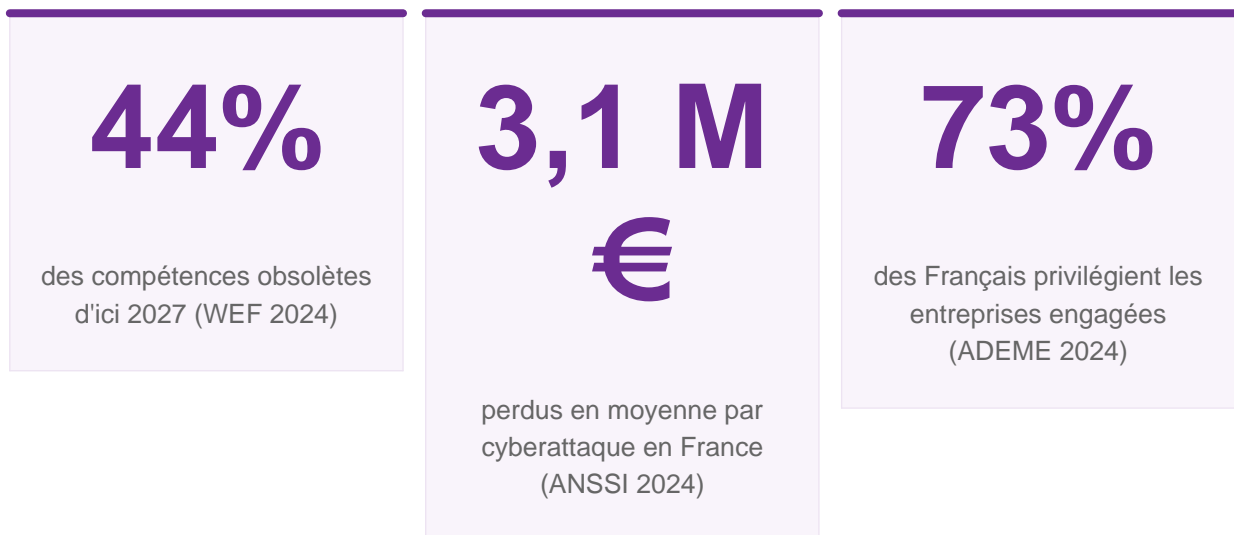 44%
des compétences obsolètes
d'ici 2027 (WEF 2024)
3,1 M
€
perdus en moyenne par
cyberattaque en France
(ANSSI 2024)
73%
des Français privilégient les
entreprises engagées
(ADEME 2024)